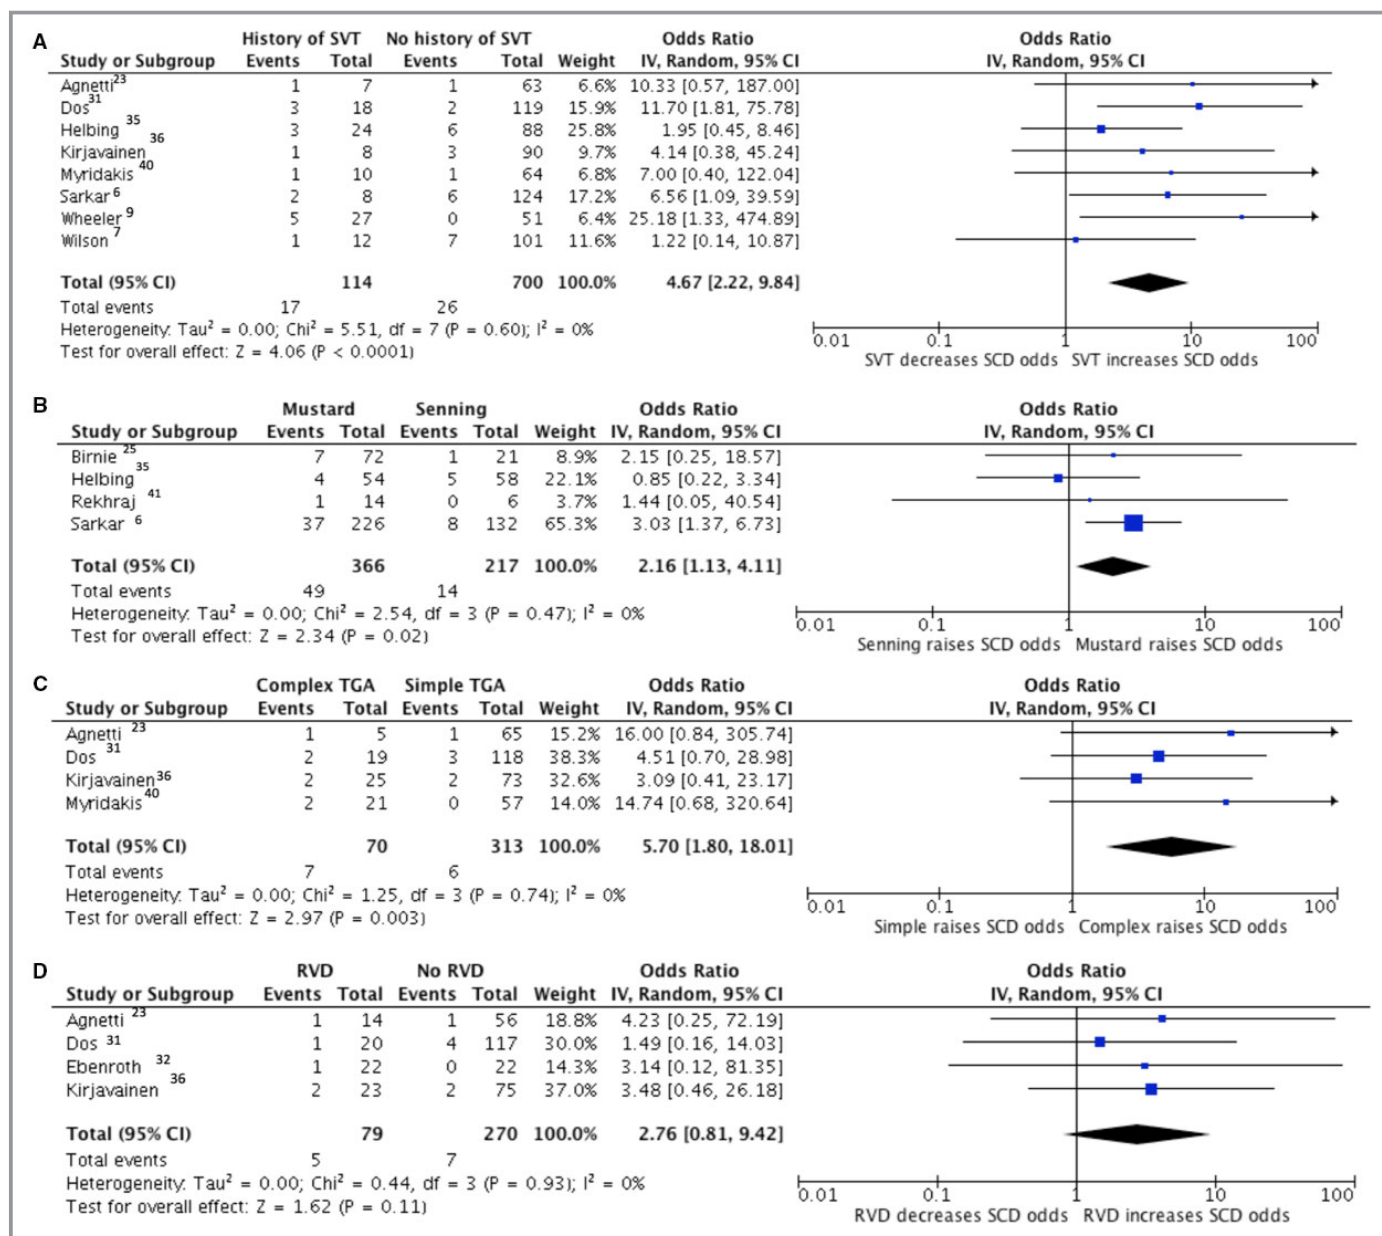 A
History of SVT No history of SVT Odds Ratio Odds Ratio
Study or Subgroup Events Total Events Total Weight IV, Random, 95% CI IV, Random, 95% CI
Agnetti23 1 7 1 63 6.6% 10.33 [0.57, 187.00]
Dos31 3 18 2 119 15.9% 11.70 [1.81, 75.78]
Helbing 35 3 24 6 88 25.8% 1.95 [0.45, 8.46]
Kirjavainen 36 1 8 3 90 9.7% 4.14 [0.38, 45.24]
Myridakis 40 1 10 1 64 6.8% 7.00 [0.40, 122.04]
Sarkar 6 2 8 6 124 17.2% 6.56 [1.09, 39.59]
Wheeler 9 5 27 0 51 6.4% 25.18 [1.33, 474.89]
Wilson 7 1 12 7 101 11.6% 1.22 [0.14, 10.87]
Total (95% CI) 114 700 100.0% 4.67 [2.22, 9.84]
Total events 17 26
Heterogeneity: Tau² = 0.00; Chi² = 5.51, df = 7 (P = 0.60); I² = 0%
Test for overall effect: Z = 4.06 (P < 0.0001)
0.01 0.1 1 10 100
SVT decreases SCD odds SVT increases SCD odds
B
Mustard Senning Odds Ratio Odds Ratio
Study or Subgroup Events Total Events Total Weight IV, Random, 95% CI IV, Random, 95% CI
Birnie 25 7 72 1 21 8.9% 2.15 [0.25, 18.57]
Helbing 35 4 54 5 58 22.1% 0.85 [0.22, 3.34]
Rekhraj 41 1 14 0 6 3.7% 1.44 [0.05, 40.54]
Sarkar 6 37 226 8 132 65.3% 3.03 [1.37, 6.73]
Total (95% CI) 366 217 100.0% 2.16 [1.13, 4.11]
Total events 49 14
Heterogeneity: Tau² = 0.00; Chi² = 2.54, df = 3 (P = 0.47); I² = 0%
Test for overall effect: Z = 2.34 (P = 0.02)
0.01 0.1 1 10 100
Senning raises SCD odds Mustard raises SCD odds
C
Complex TGA Simple TGA Odds Ratio Odds Ratio
Study or Subgroup Events Total Events Total Weight IV, Random, 95% CI IV, Random, 95% CI
Agnetti 23 1 5 1 65 15.2% 16.00 [0.84, 305.74]
Dos 31 2 19 3 118 38.3% 4.51 [0.70, 28.98]
Kirjavainen36 2 25 2 73 32.6% 3.09 [0.41, 23.17]
Myridakis 40 2 21 0 57 14.0% 14.74 [0.68, 320.64]
Total (95% CI) 70 313 100.0% 5.70 [1.80, 18.01]
Total events 7 6
Heterogeneity: Tau² = 0.00; Chi² = 1.25, df = 3 (P = 0.74); I² = 0%
Test for overall effect: Z = 2.97 (P = 0.003)
0.01 0.1 1 10 100
Simple raises SCD odds Complex raises SCD odds
D
RVD No RVD Odds Ratio Odds Ratio
Study or Subgroup Events Total Events Total Weight IV, Random, 95% CI IV, Random, 95% CI
Agnetti 23 1 14 1 56 18.8% 4.23 [0.25, 72.19]
Dos 31 1 20 4 117 30.0% 1.49 [0.16, 14.03]
Ebenroth 32 1 22 0 22 14.3% 3.14 [0.12, 81.35]
Kirjavainen 36 2 23 2 75 37.0% 3.48 [0.46, 26.18]
Total (95% CI) 79 270 100.0% 2.76 [0.81, 9.42]
Total events 5 7
Heterogeneity: Tau² = 0.00; Chi² = 0.44, df = 3 (P = 0.93); I² = 0%
Test for overall effect: Z = 1.62 (P = 0.11)
0.01 0.1 1 10 100
RVD decreases SCD odds RVD increases SCD odds